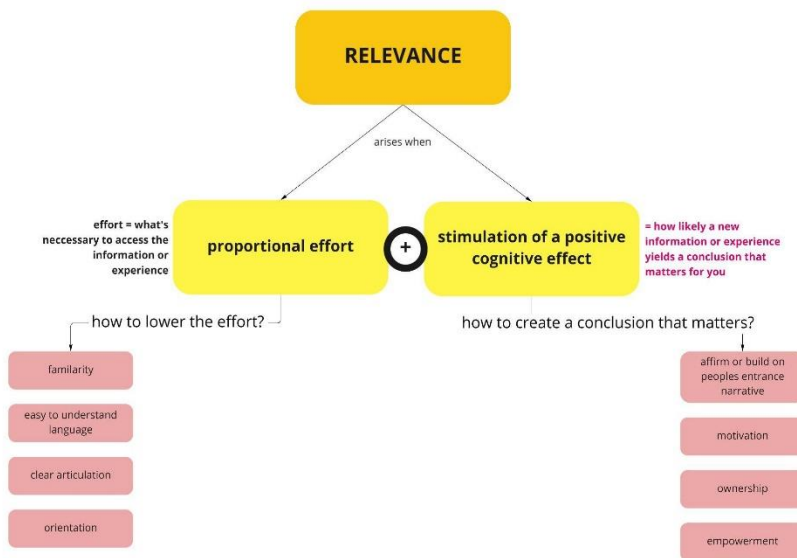 RELEVANCE
arises when
effort = what's
neccessary to access the
information or
experience
proportional effort
+
stimulation of a positive
cognitive effect
= how likely a new
information or experience
yields a conclusion that
matters for you
how to lower the effort?
how to create a conclusion that matters?
familarity
easy to understand
language
clear articulation
orientation
affirm or build on
peoples entrance
narrative
motivation
ownership
empowerment